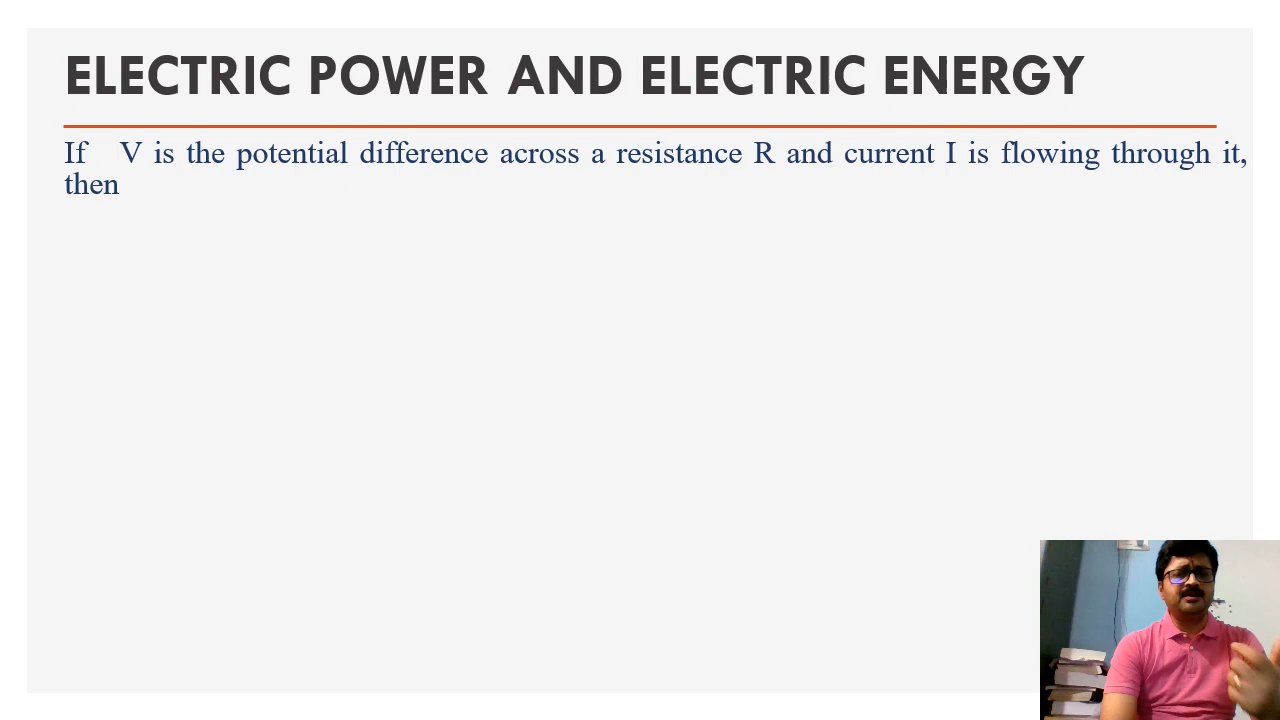 ELECTRIC POWER AND ELECTRIC ENERGY
If V is the potential difference across a resistance R and current I is flowing through it,
then